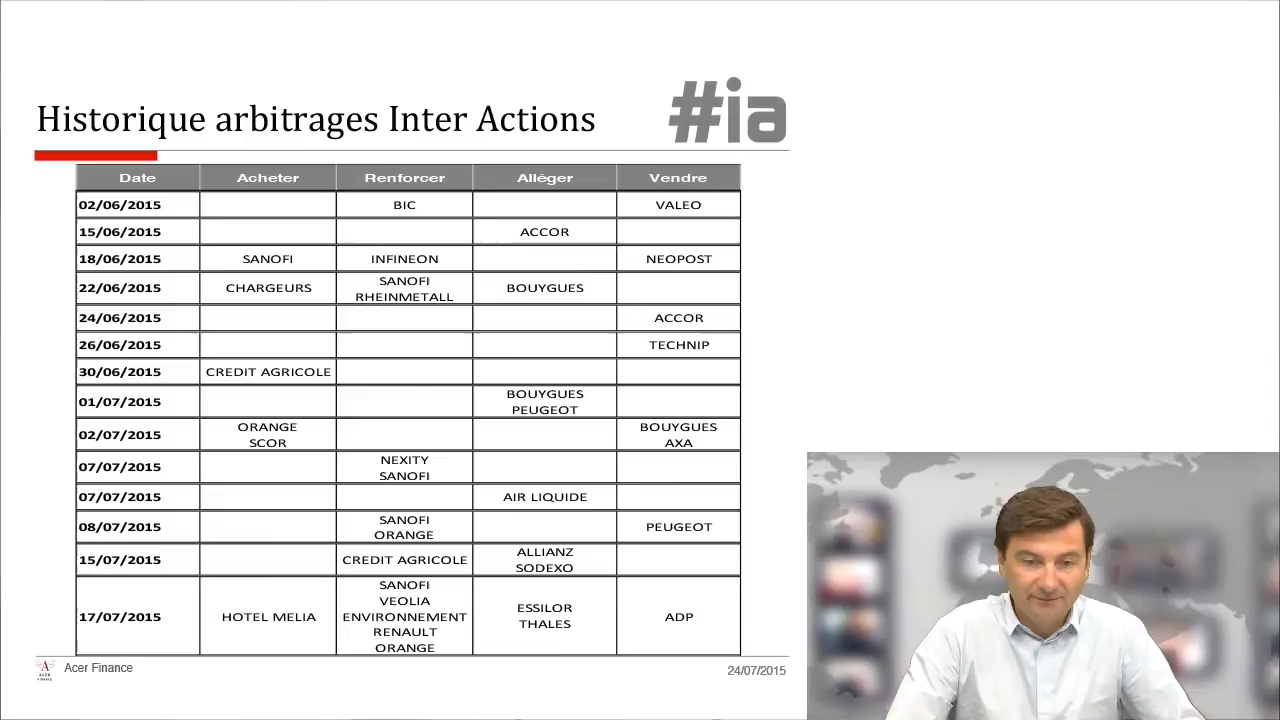 #ia
Historique arbitrages Inter Actions
Date Acheter Renforcer Alléger Vendre
02/06/2015 BIC VALEO
15/06/2015 ACCOR
18/06/2015 SANOFI INFINEON NEOPOST
22/06/2015 CHARGEURS SANOFI BOUYGUES
RHEINMETALL
24/06/2015 ACCOR
26/06/2015 TECHNIP
30/06/2015 CREDIT AGRICOLE
01/07/2015 BOUYGUES
PEUGEOT
02/07/2015 ORANGE BOUYGUES
SCOR AXA
07/07/2015 NEXITY
SANOFI
07/07/2015 AIR LIQUIDE
08/07/2015 SANOFI PEUGEOT
ORANGE
15/07/2015 CREDIT AGRICOLE ALLIANZ
SODEXO
17/07/2015 HOTEL MELIA SANOFI ESSILOR ADP
VEOLIA THALES
ENVIRONNEMENT
RENAULT
ORANGE
A
ACER
FINANCE
Acer Finance
24/07/2015